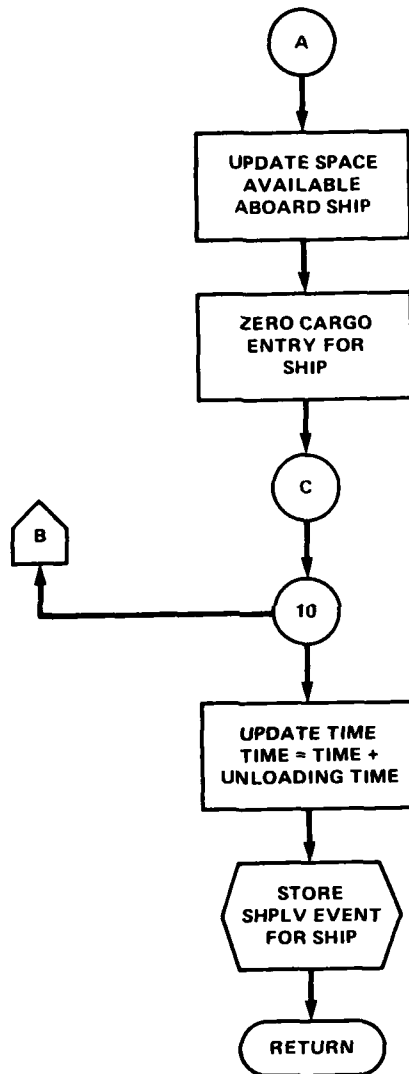 A
UPDATE SPACE
AVAILABLE
ABOARD SHIP
ZERO CARGO
ENTRY FOR
SHIP
C
B
10
UPDATE TIME
TIME = TIME +
UNLOADING TIME
STORE
SHPLV EVENT
FOR SHIP
RETURN